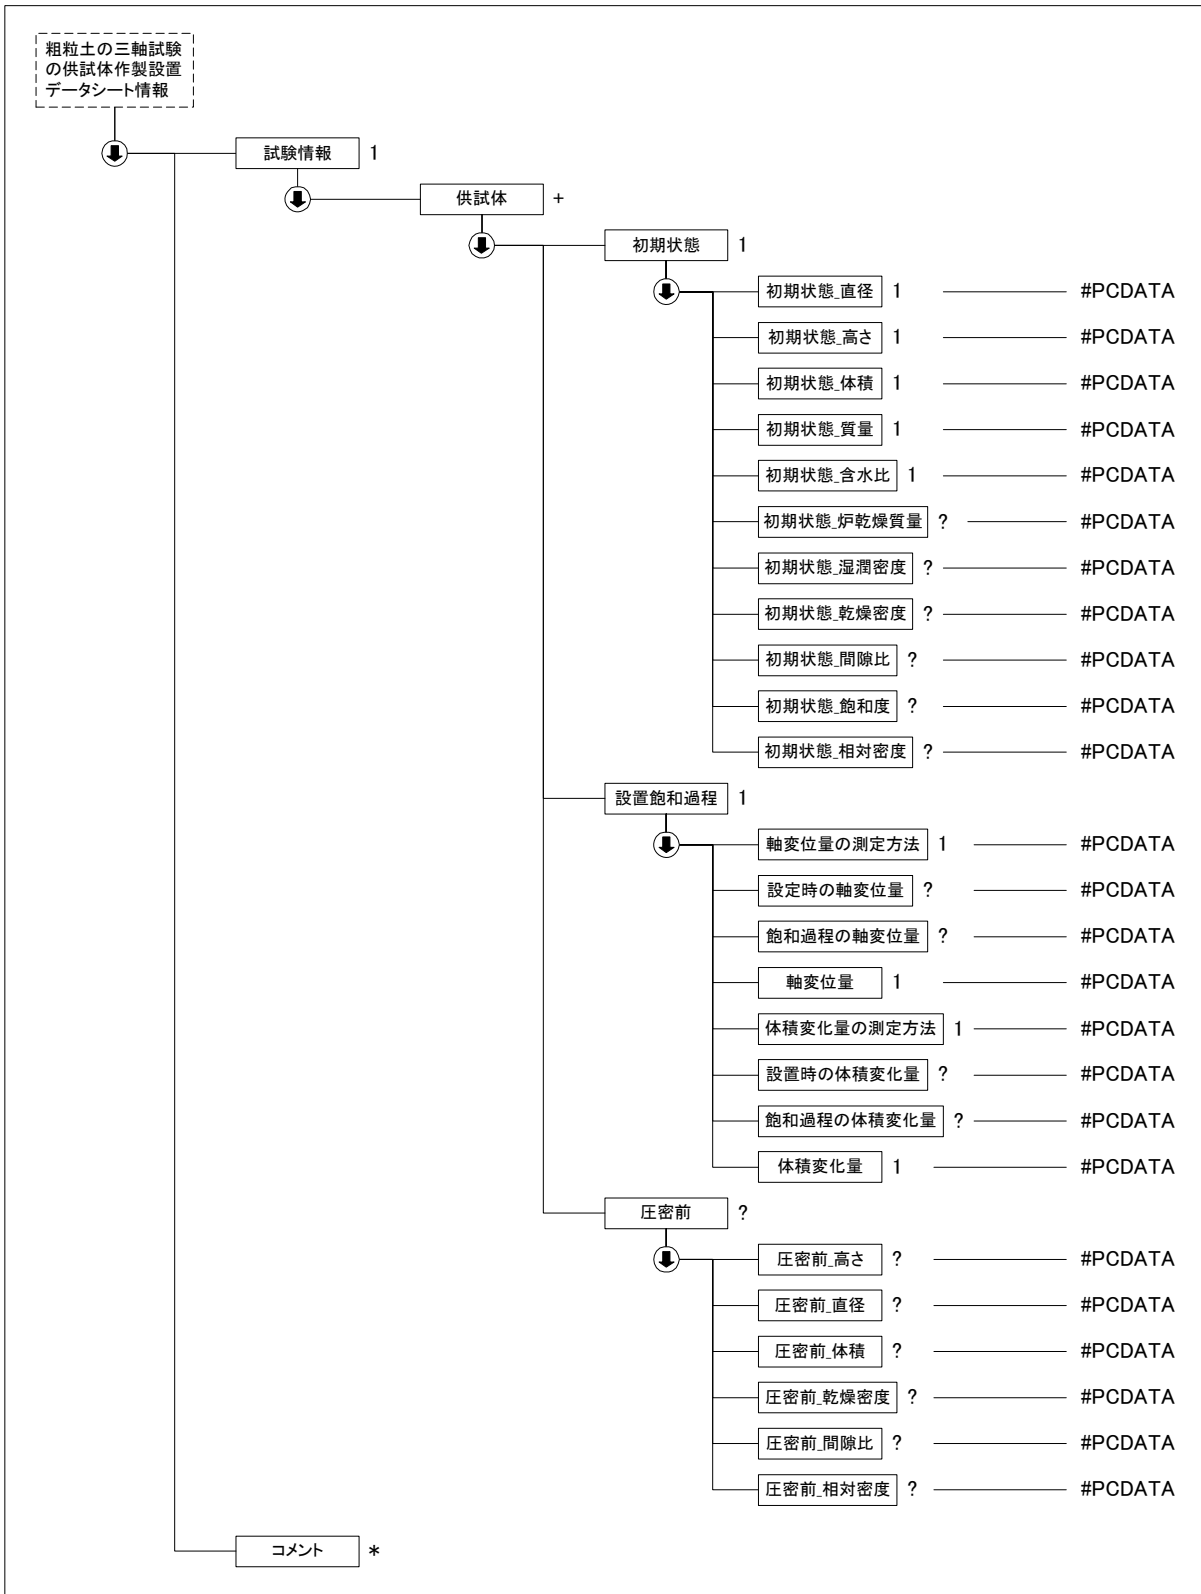 粗粒土の三軸試験
の供試体作製設置
データシート情報
試験情報 1
供試体 +
初期状態 1
初期状態_直径 1 #PCDATA
初期状態_高さ 1 #PCDATA
初期状態_体積 1 #PCDATA
初期状態_質量 1 #PCDATA
初期状態_含水比 1 #PCDATA
初期状態_炉乾燥質量 ? #PCDATA
初期状態_湿潤密度 ? #PCDATA
初期状態_乾燥密度 ? #PCDATA
初期状態_間隙比 ? #PCDATA
初期状態_飽和度 ? #PCDATA
初期状態_相対密度 ? #PCDATA
設置飽和過程 1
軸変位量の測定方法 1 #PCDATA
設定時の軸変位量 ? #PCDATA
飽和過程の軸変位量 ? #PCDATA
軸変位量 1 #PCDATA
体積変化量の測定方法 1 #PCDATA
設置時の体積変化量 ? #PCDATA
飽和過程の体積変化量 ? #PCDATA
体積変化量 1 #PCDATA
圧密前 ?
圧密前_高さ ? #PCDATA
圧密前_直径 ? #PCDATA
圧密前_体積 ? #PCDATA
圧密前_乾燥密度 ? #PCDATA
圧密前_間隙比 ? #PCDATA
圧密前_相対密度 ? #PCDATA
コメント *